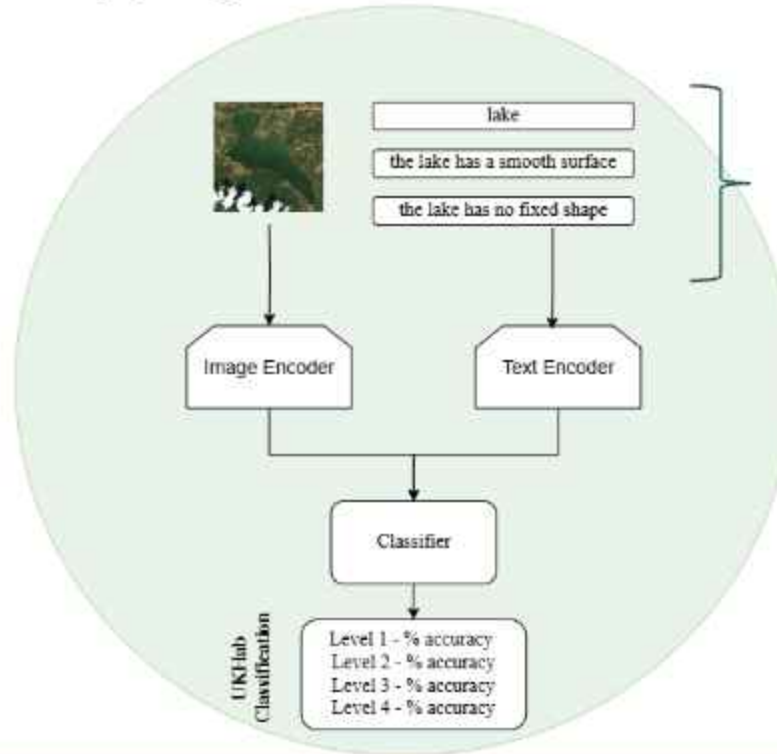 lake
the lake has a smooth surface
the lake has no fixed shape
Image Encoder
Text Encoder
Classifier
UKHab
Classification
Level 1 - % accuracy
Level 2 - % accuracy
Level 3 - % accuracy
Level 4 - % accuracy